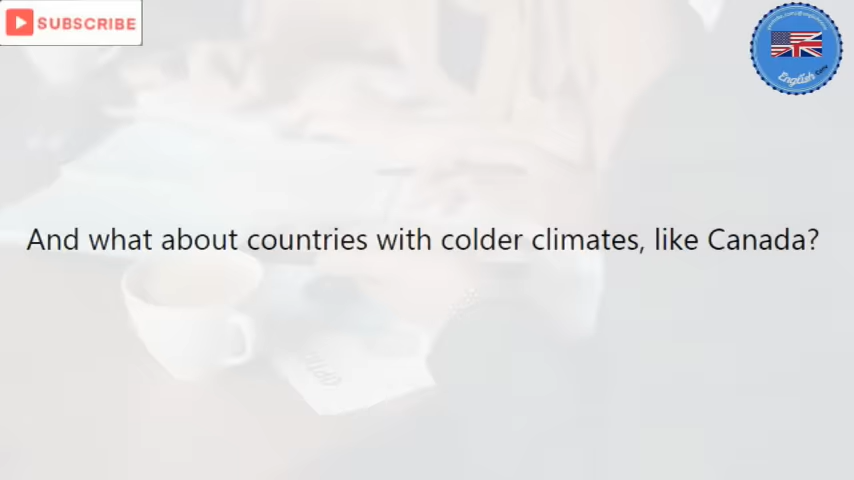 SUBSCRIBE
English
And what about countries with colder climates, like Canada?